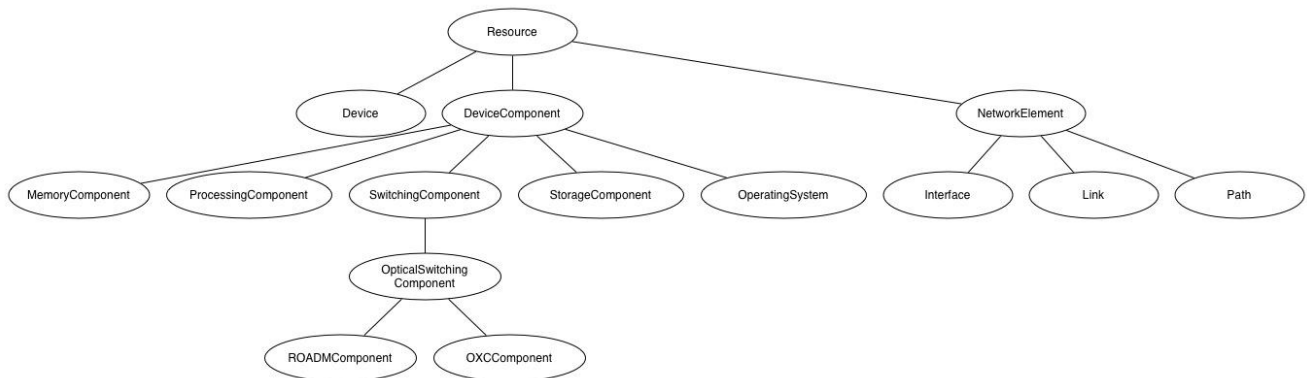 Resource
Device
DeviceComponent
NetworkElement
MemoryComponent
ProcessingComponent
SwitchingComponent
StorageComponent
OperatingSystem
Interface
Link
Path
OpticalSwitching
Component
ROADMComponent
OXCComponent